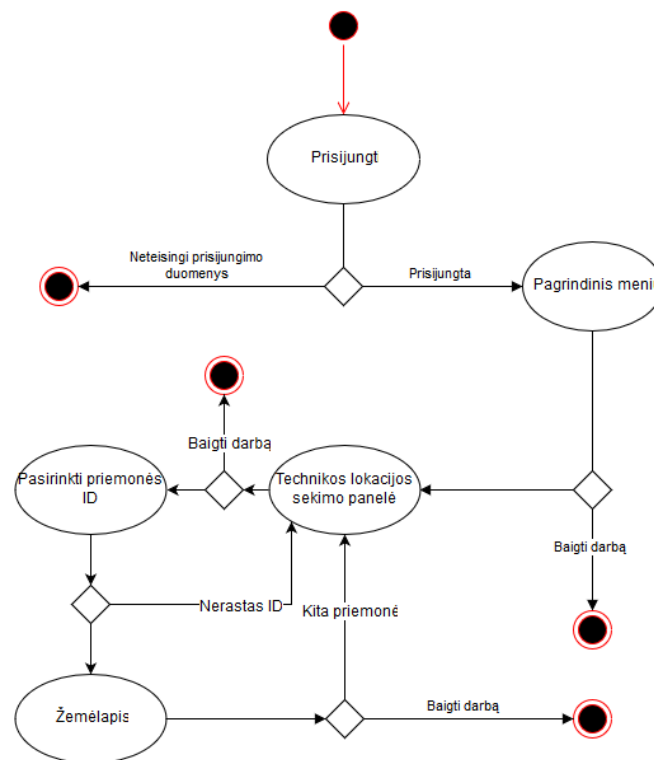 Prisijungt
Neteisingi prisijungimo
duomenys
Prisijungta
Pagrindinis meniu
Baigti darbą
Pasirinkti priemonės
ID
Technikos lokacijos
sekimo panelė
Baigti darbą
Nerastas ID
Kita priemonė
Žemėlapis
Baigti darbą